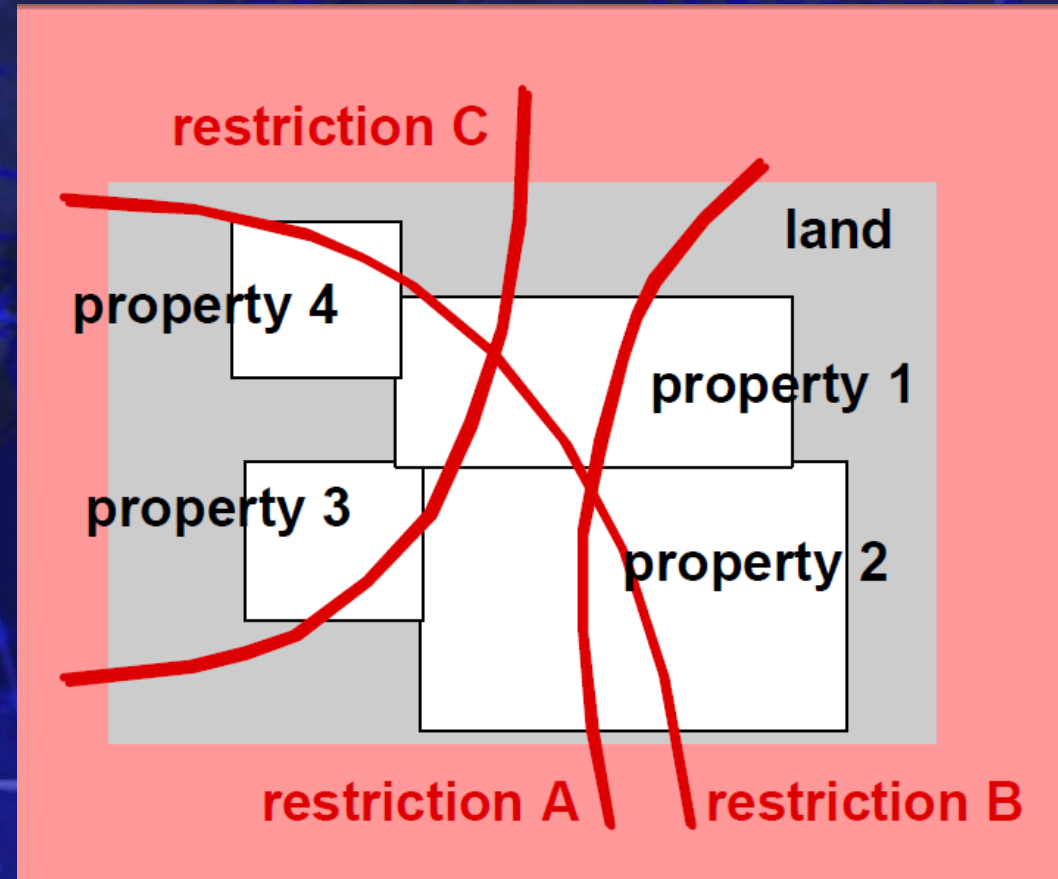 restriction C
land
property 4
property 1
property 3
property 2
restriction A
restriction B